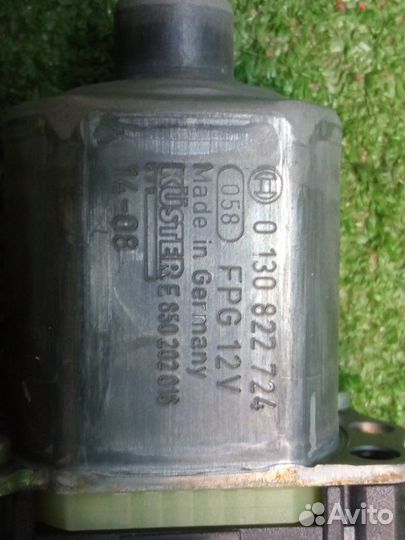 0 130 822 724
058 FPG 12V
Made in Germany
KÜSTER E 850 202 016
14-08
Avito